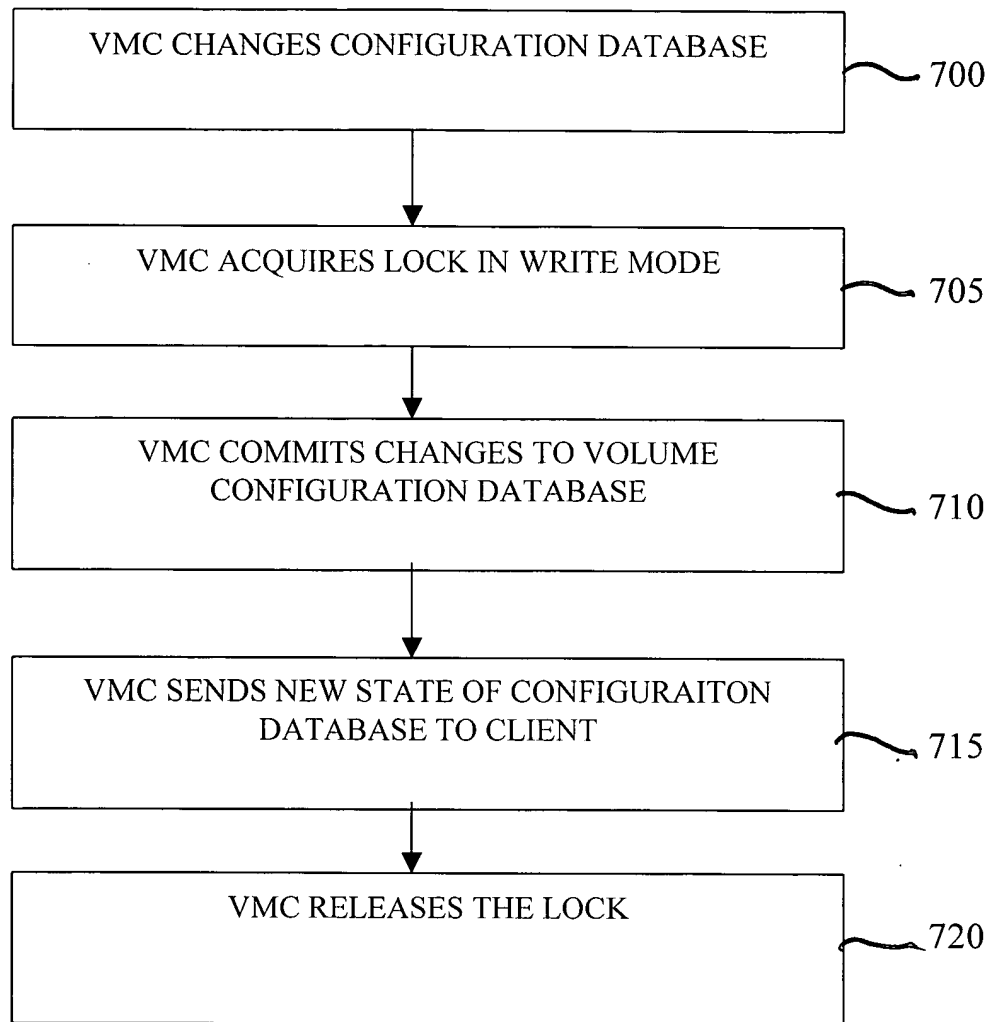 VMC CHANGES CONFIGURATION DATABASE
700
VMC ACQUIRES LOCK IN WRITE MODE
705
VMC COMMITS CHANGES TO VOLUME
CONFIGURATION DATABASE
710
VMC SENDS NEW STATE OF CONFIGURAITON
DATABASE TO CLIENT
715
VMC RELEASES THE LOCK
720